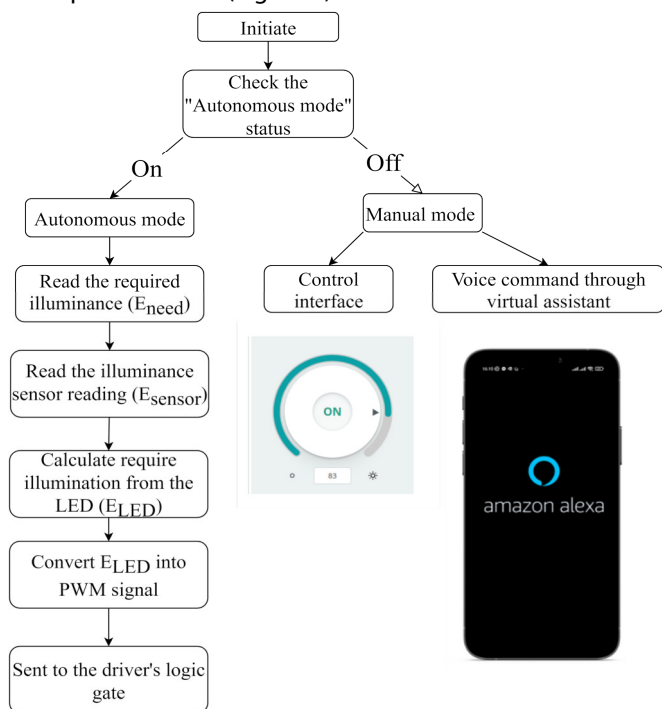 Initiate
Check the
"Autonomous mode"
status
On
Off
Autonomous mode
Manual mode
Read the required
illuminance (Eneed)
Control
interface
Voice command through
virtual assistant
Read the illuminance
sensor reading (Esensor)
ON
83
amazon alexa
Calculate require
illumination from the
LED (ELED)
Convert ELED into
PWM signal
Sent to the driver's logic
gate